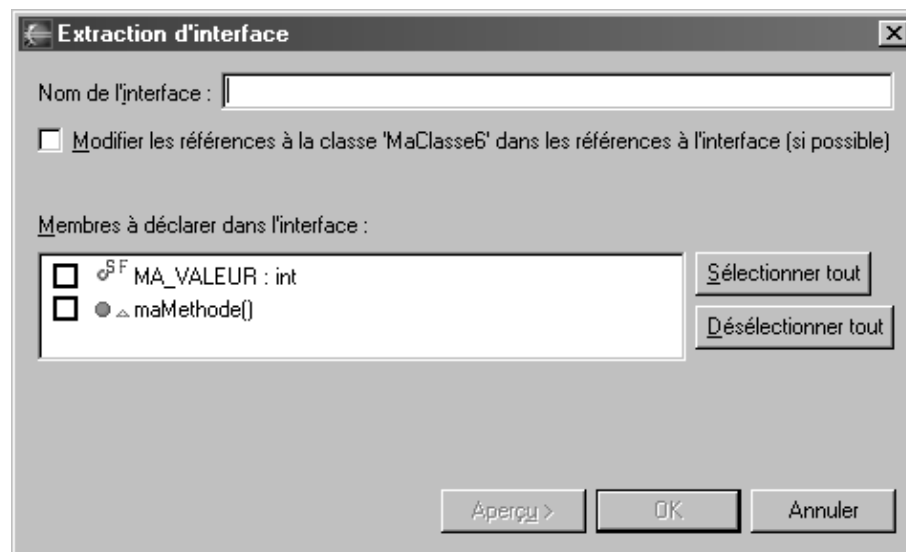 Extraction d'interface
Nom de l'interface :
Modifier les références à la classe 'MaClasse6' dans les références à l'interface (si possible)
Membres à déclarer dans l'interface :
S F MA_VALEUR : int
maMethode()
Sélectionner tout
Désélectionner tout
Aperçu >
OK
Annuler